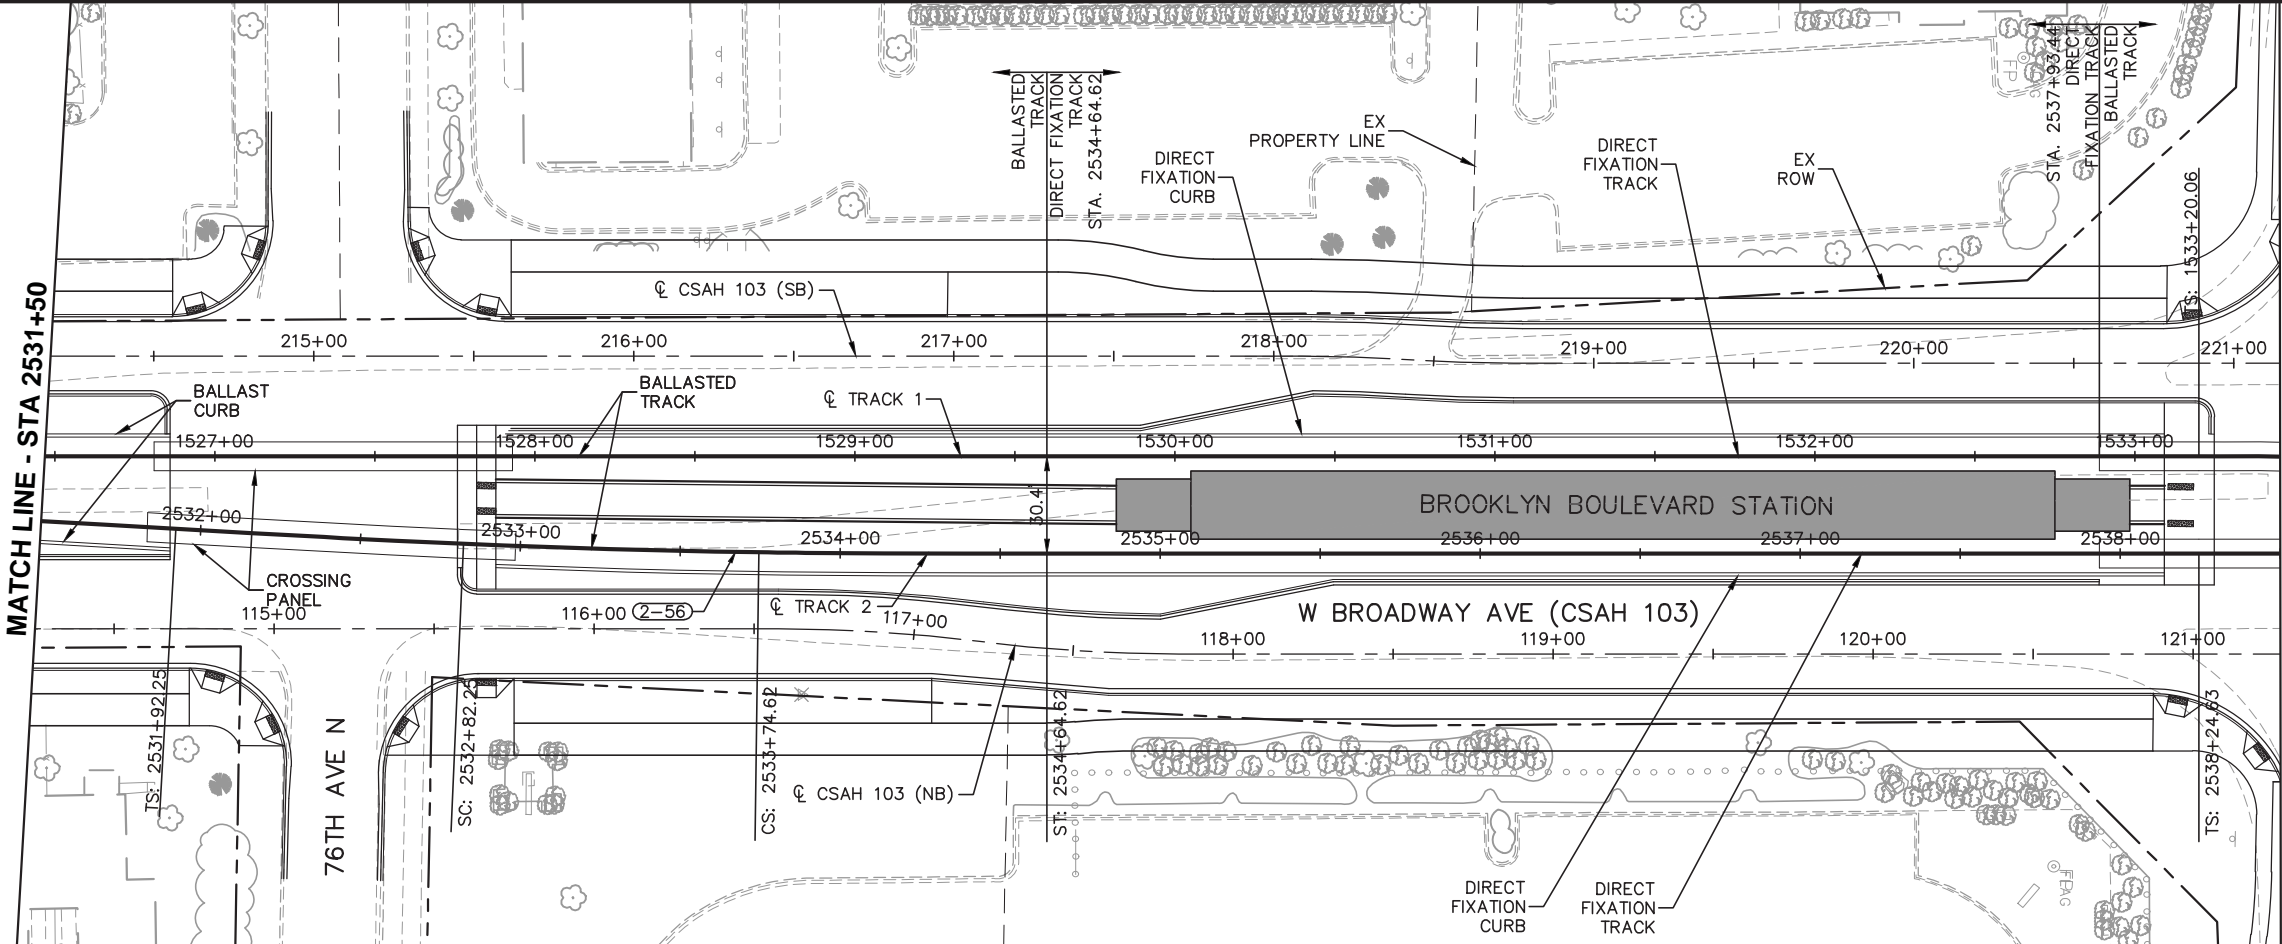 MATCH LINE - STA 2531+50
BALLASTED
TRACK
DIRECT FIXATION
TRACK
STA. 2534+64.62
EX
PROPERTY LINE
DIRECT
FIXATION
CURB
DIRECT
FIXATION
TRACK
EX
ROW
STA. 2537+93.44
DIRECT
FIXATION TRACK
BALLASTED
TRACK
TS: 1533+20.06
℄ CSAH 103 (SB)
215+00
216+00
217+00
218+00
219+00
220+00
221+00
BALLAST
CURB
BALLASTED
TRACK
℄ TRACK 1
1527+00
1528+00
1529+00
1530+00
1531+00
1532+00
1533+00
30.4'
BROOKLYN BOULEVARD STATION
2532+00
2533+00
2534+00
2535+00
2536+00
2537+00
2538+00
CROSSING
PANEL
2-56
℄ TRACK 2
W BROADWAY AVE (CSAH 103)
115+00
116+00
117+00
118+00
119+00
120+00
121+00
TS: 2531+92.25
76TH AVE N
SC: 2532+82.25
CS: 2533+74.62
℄ CSAH 103 (NB)
ST: 2534+64.62
TS: 2538+24.63
DIRECT
FIXATION
CURB
DIRECT
FIXATION
TRACK